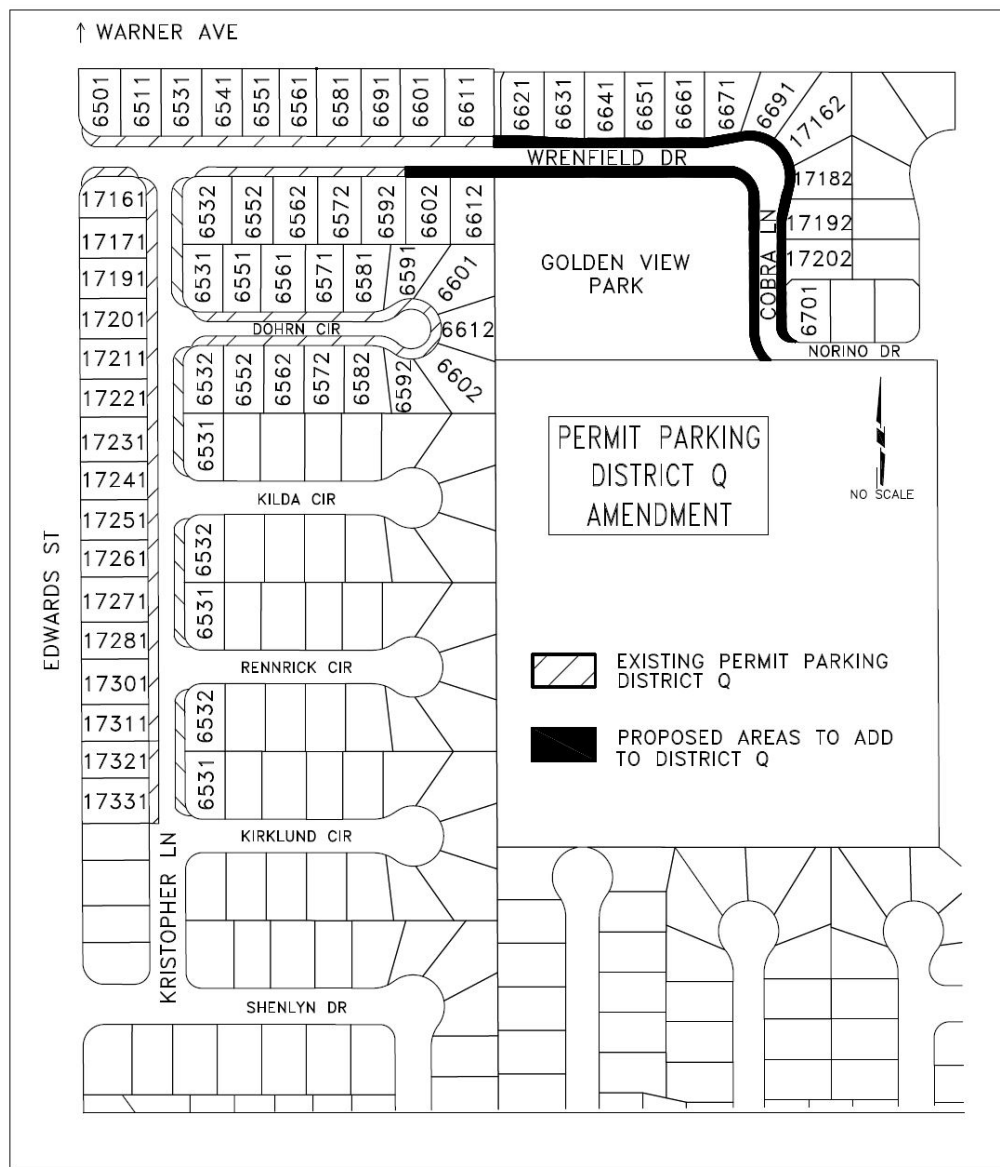 ↑ WARNER AVE
6501 6511 6531 6541 6551 6561 6581 6691 6601 6611 6621 6631 6641 6651 6661 6671 6691 17162
WRENFIELD DR
17161 6532 6552 6562 6572 6592 6602 6612 17182
17171 17192
17191 6531 6551 6561 6571 6581 6591 6601 17202
GOLDEN VIEW
PARK
COBRA LN
6701
17201
DOHRN CIR
6612
NORINO DR
17211
6532 6552 6562 6572 6582 6592 6602
17221
17231 6531
17241
KILDA CIR
17251
17261 6532
17271 6531
17281
RENNRICK CIR
17301
17311 6532
17321
17331 6531
KIRKLUND CIR
EDWARDS ST
KRISTOPHER LN
SHENLYN DR
PERMIT PARKING
DISTRICT Q
AMENDMENT
NO SCALE
EXISTING PERMIT PARKING
DISTRICT Q
PROPOSED AREAS TO ADD
TO DISTRICT Q